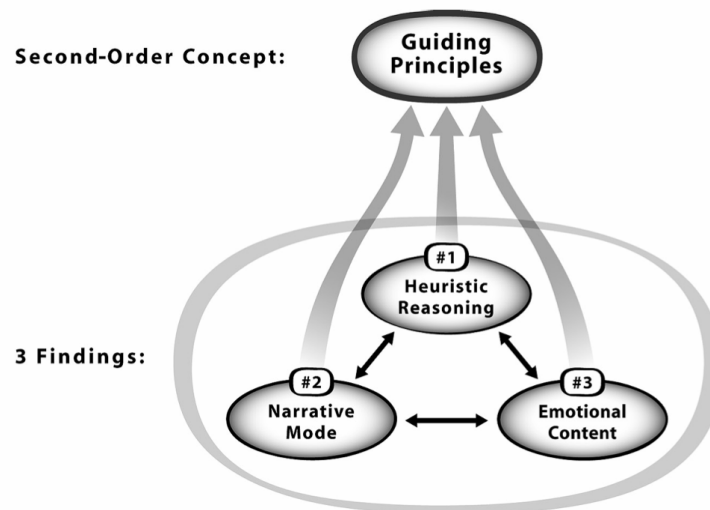 Second-Order Concept:
Guiding
Principles
#1
Heuristic
Reasoning
3 Findings:
#2
Narrative
Mode
#3
Emotional
Content